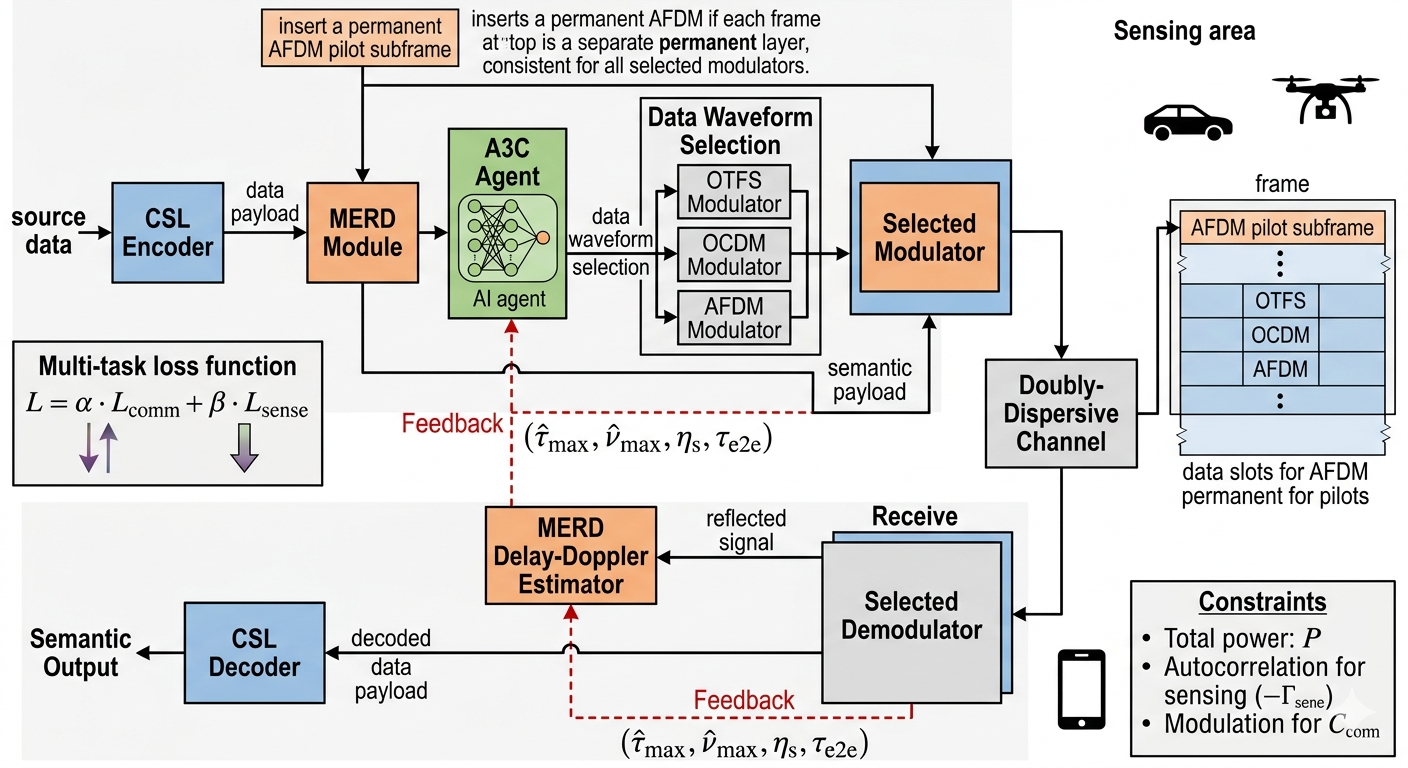 insert a permanent
AFDM pilot subframe
inserts a permanent AFDM if each frame
at top is a separate permanent layer,
consistent for all selected modulators.
Sensing area
source
data
CSL
Encoder
data
payload
MERD
Module
A3C
Agent
AI agent
data
waveform
selection
Data Waveform
Selection
OTFS
Modulator
OCDM
Modulator
AFDM
Modulator
Selected
Modulator
semantic
payload
frame
AFDM pilot subframe
OTFS
OCDM
AFDM
data slots for AFDM
permanent for pilots
Doubly-
Dispersive
Channel
Multi-task loss function
L = α · L_comm + β · L_sense
Feedback
(τ̂_max, ν̂_max, η_s, τ_e2e)
MERD
Delay-Doppler
Estimator
reflected
signal
Receive
Selected
Demodulator
Semantic
Output
CSL
Decoder
decoded
data
payload
Feedback
(τ̂_max, ν̂_max, η_s, τ_e2e)
Constraints
• Total power: P
• Autocorrelation for
sensing (−Γ_sene)
• Modulation for C_com